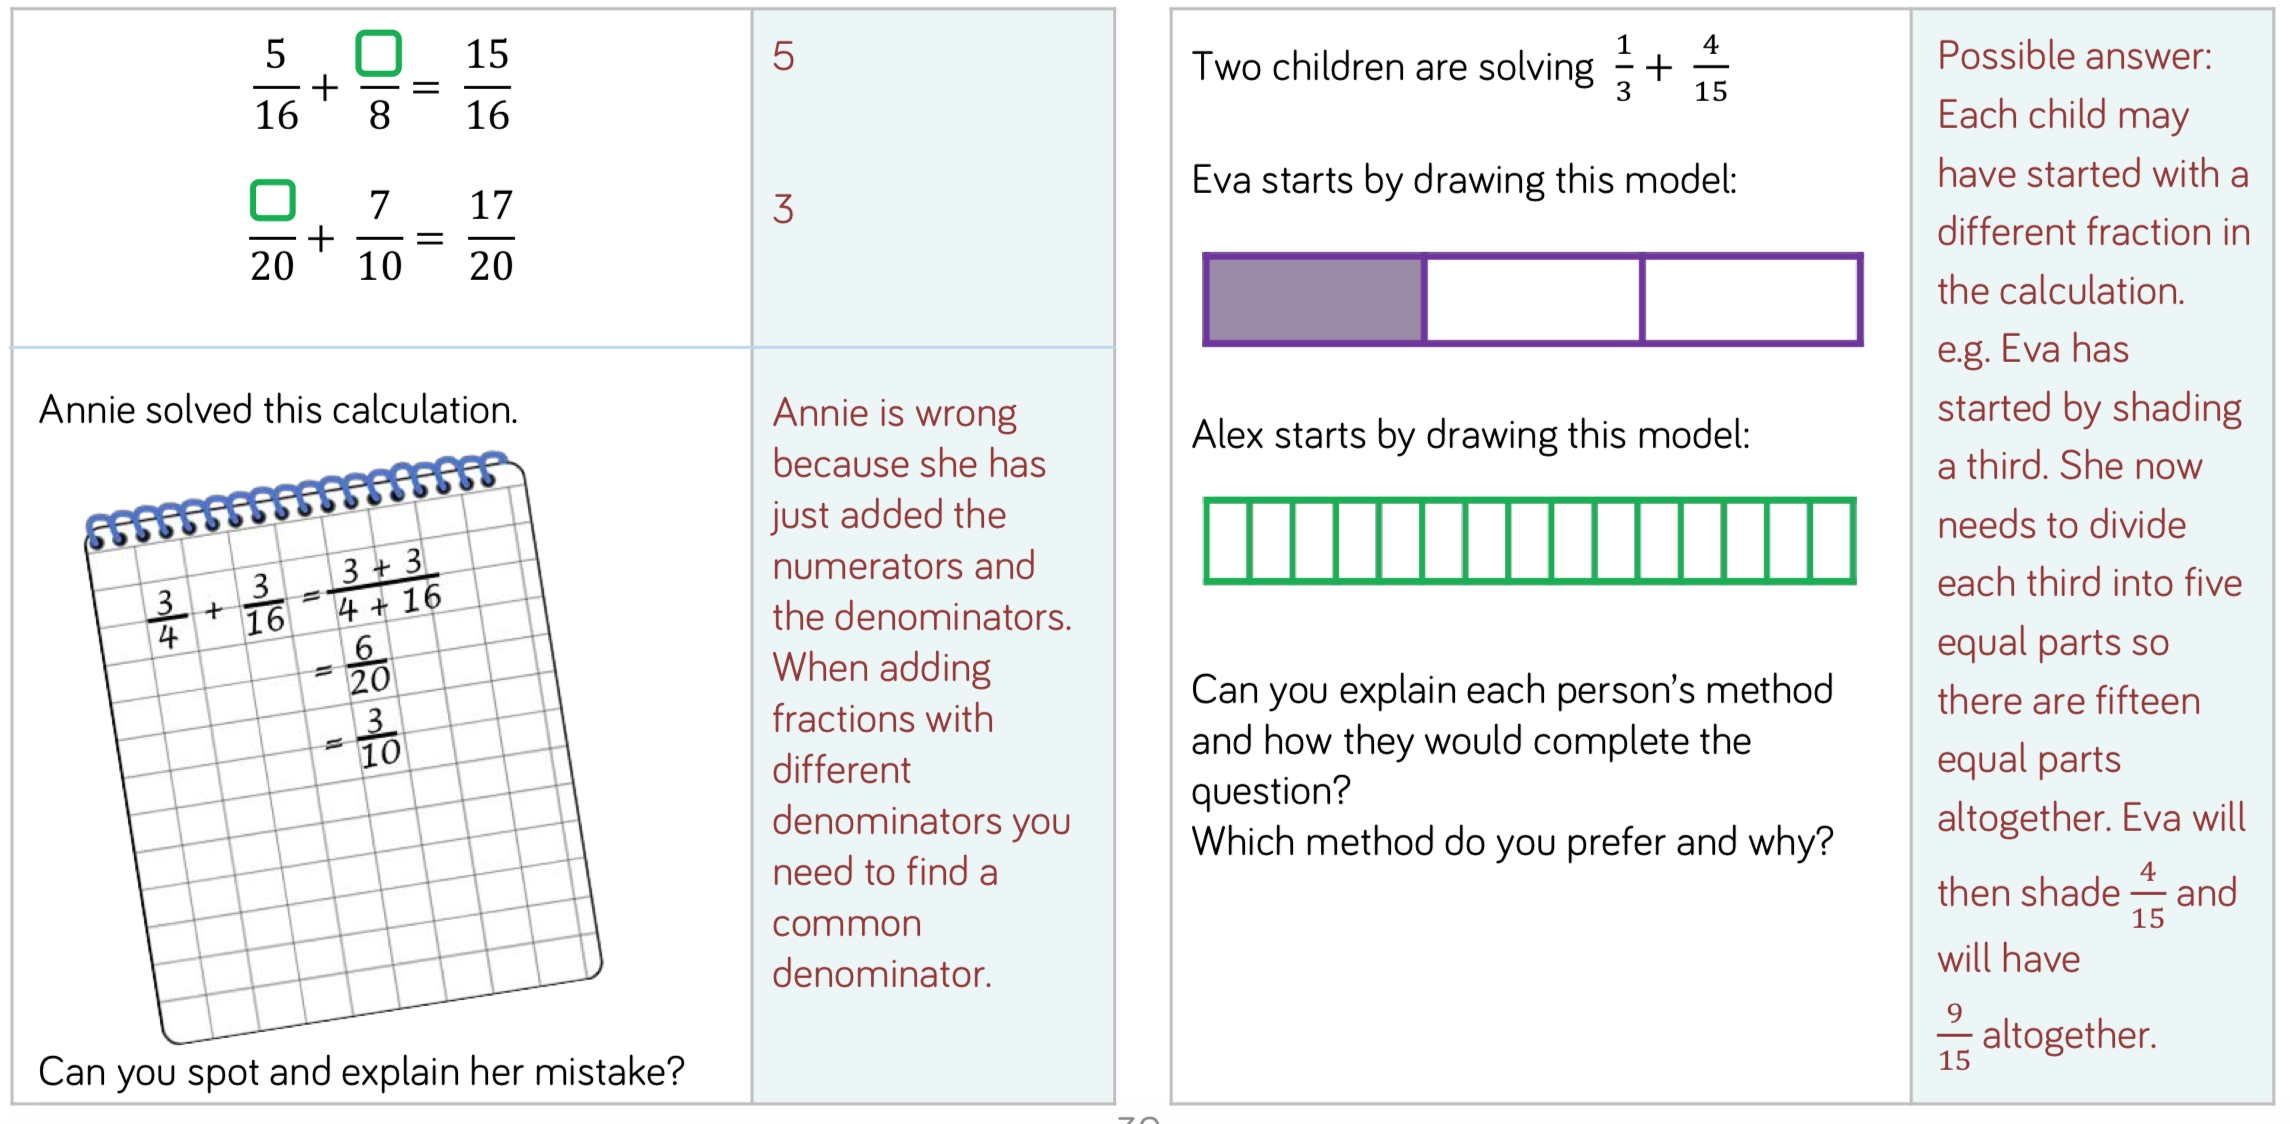 5/16 + □/8 = 15/16
5
□/20 + 7/10 = 17/20
3
Annie solved this calculation.
3/4 + 3/16 = 3 + 3/4 + 16
= 6/20
= 3/10
Can you spot and explain her mistake?
Annie is wrong
because she has
just added the
numerators and
the denominators.
When adding
fractions with
different
denominators you
need to find a
common
denominator.
Two children are solving 1/3 + 4/15
Eva starts by drawing this model:
Alex starts by drawing this model:
Can you explain each person's method
and how they would complete the
question?
Which method do you prefer and why?
Possible answer:
Each child may
have started with a
different fraction in
the calculation.
e.g. Eva has
started by shading
a third. She now
needs to divide
each third into five
equal parts so
there are fifteen
equal parts
altogether. Eva will
then shade 4/15 and
will have
9/15 altogether.